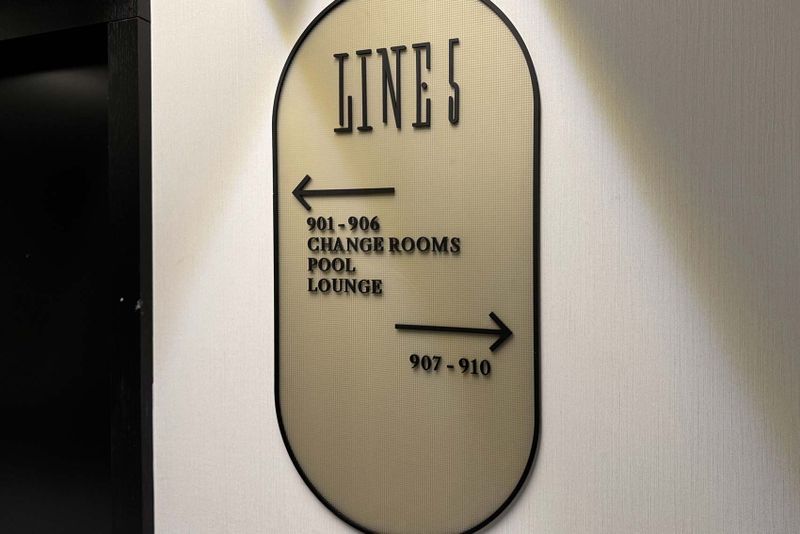 LINE 5
901 - 906
CHANGE ROOMS
POOL
LOUNGE
907 - 910